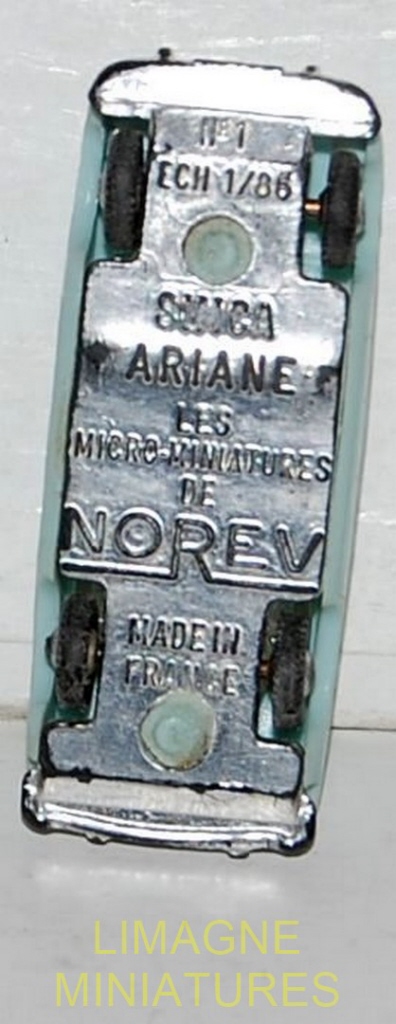 N°1
ECH 1/86
SIMCA
ARIANE
LES
MICRO-MINIATURES
DE
NOREV
MADE IN
FRANCE
LIMAGNE
MINIATURES